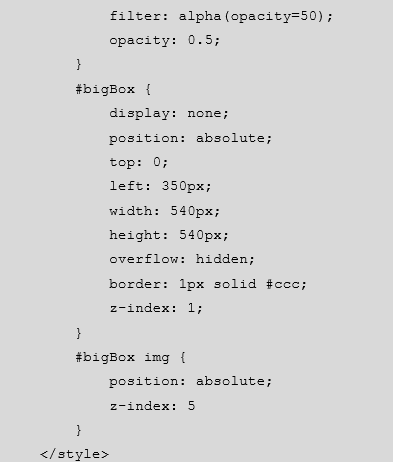 filter: alpha(opacity=50);
opacity: 0.5;
}
#bigBox {
display: none;
position: absolute;
top: 0;
left: 350px;
width: 540px;
height: 540px;
overflow: hidden;
border: 1px solid #ccc;
z-index: 1;
}
#bigBox img {
position: absolute;
z-index: 5
}
</style>